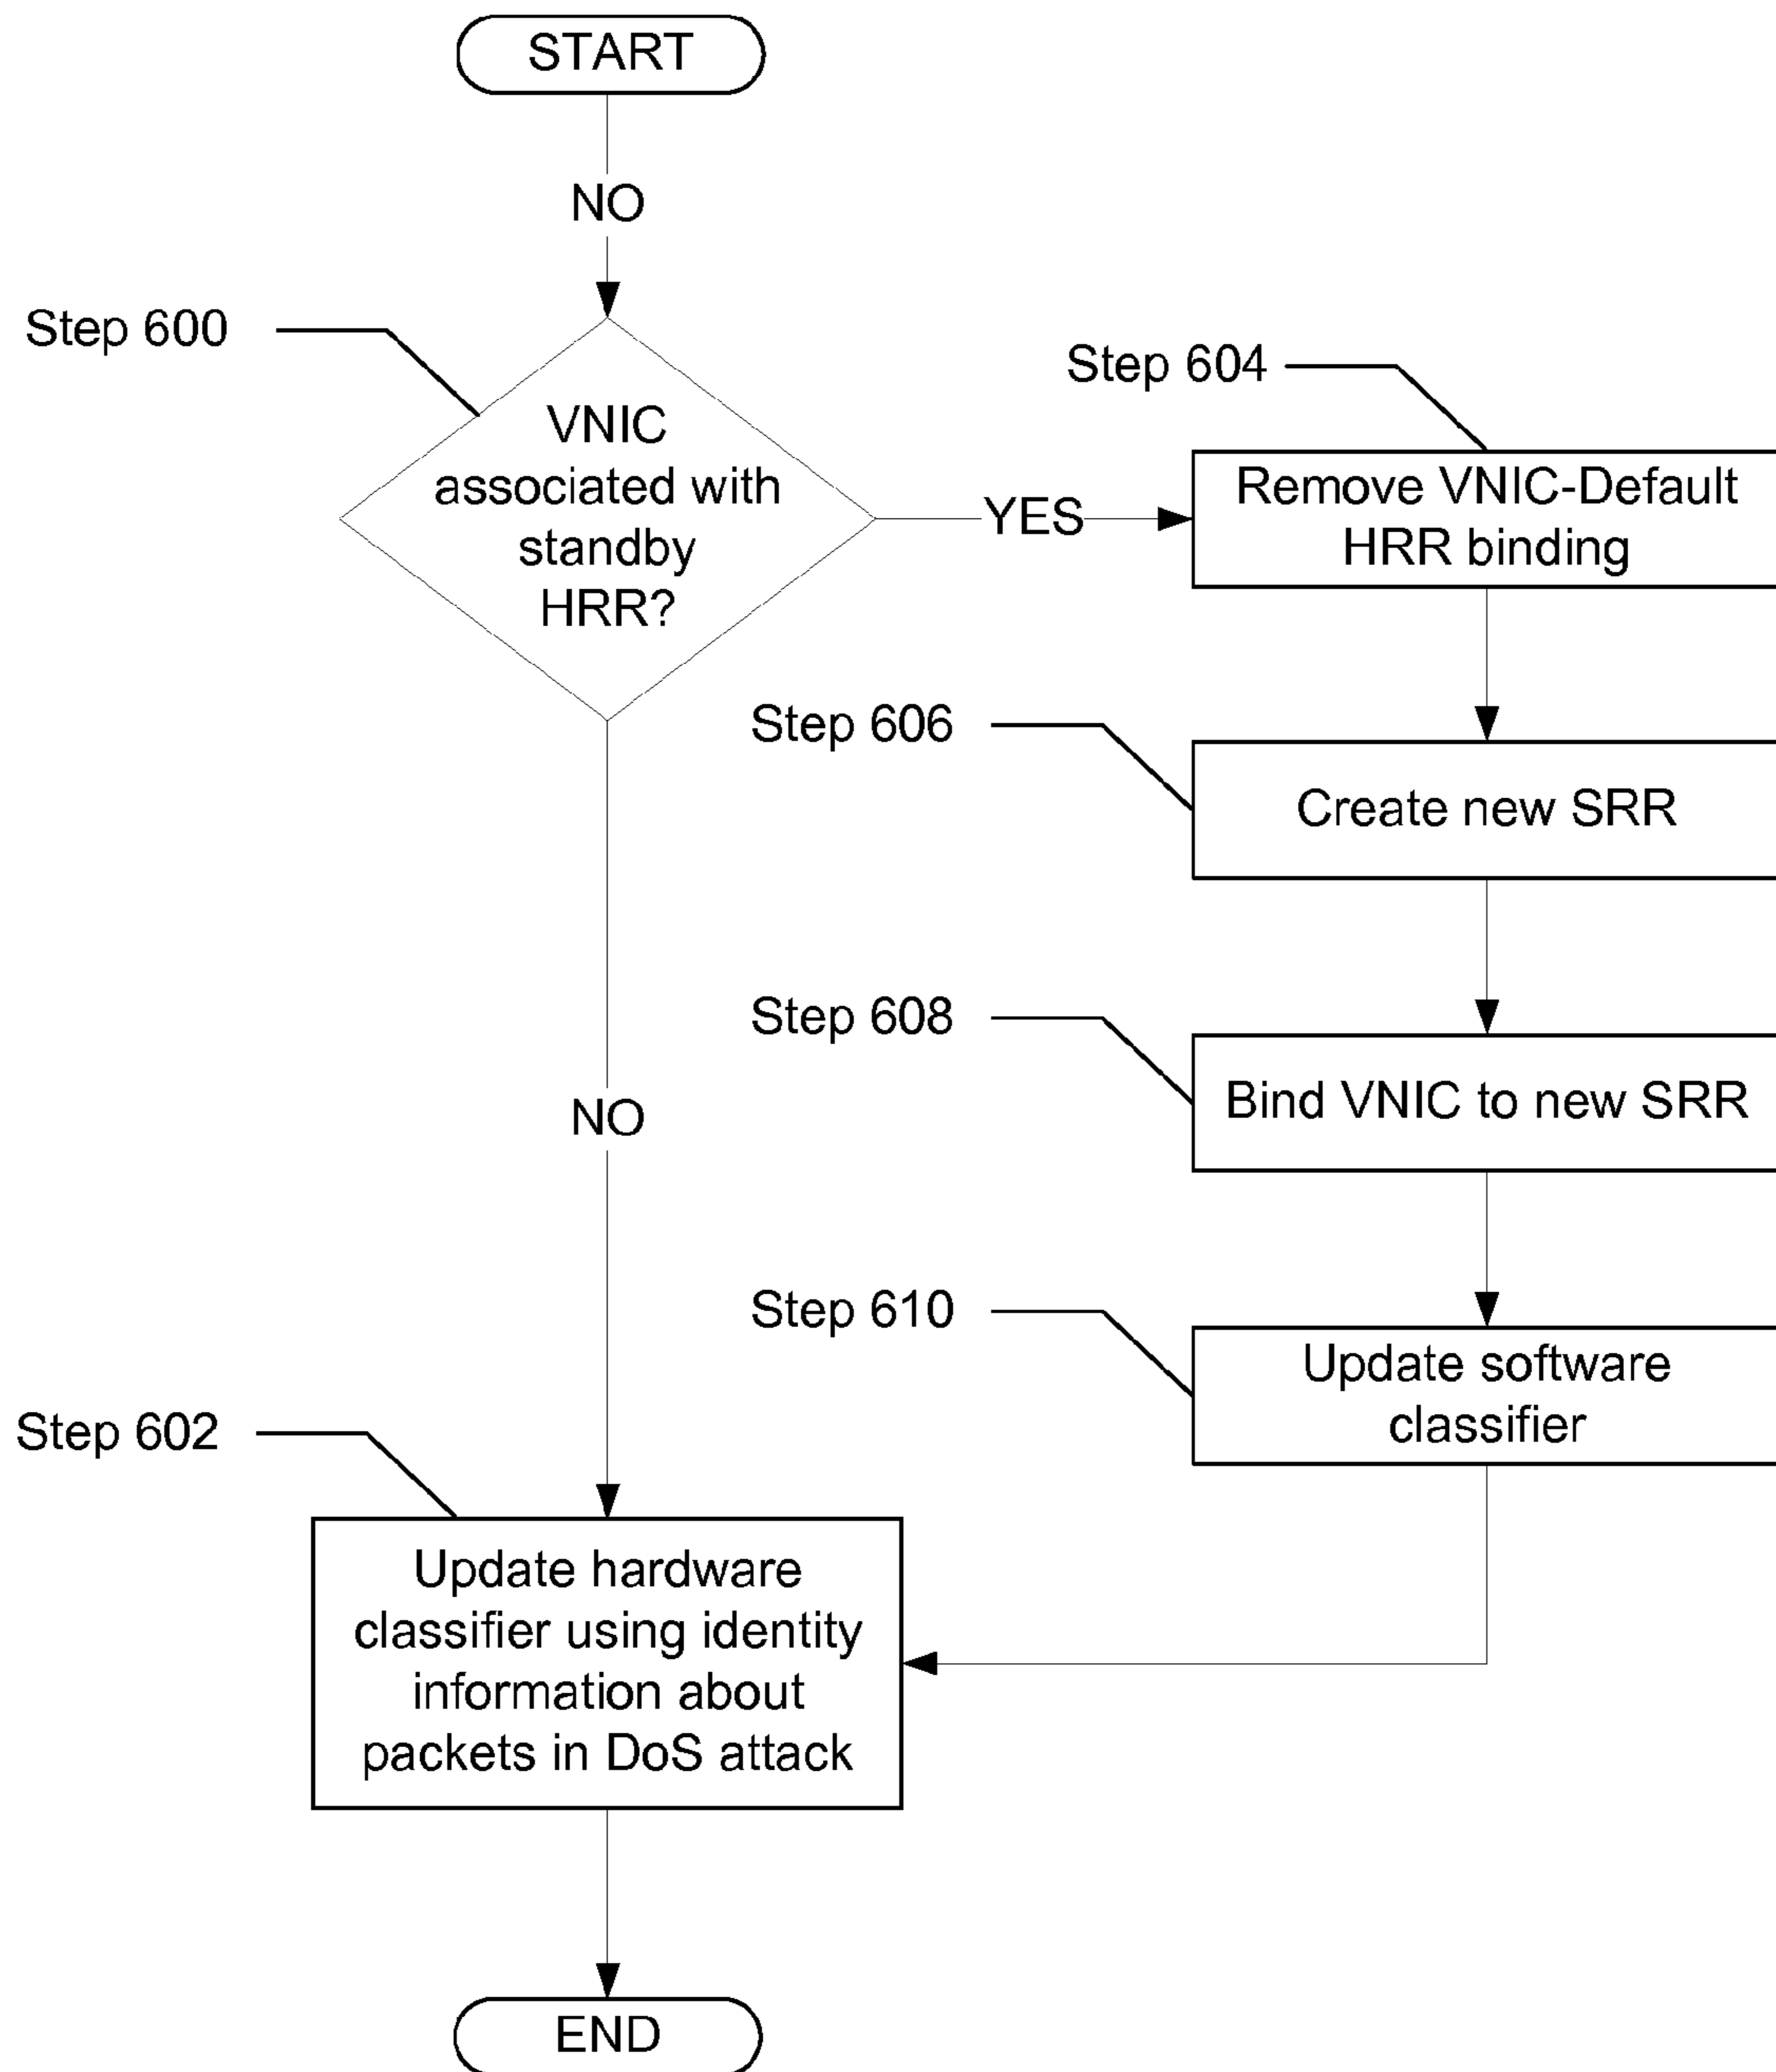 START
NO
Step 600
VNIC
associated with
standby
HRR?
YES
Step 604
Remove VNIC-Default
HRR binding
Step 606
Create new SRR
Step 608
Bind VNIC to new SRR
NO
Step 610
Update software
classifier
Step 602
Update hardware
classifier using identity
information about
packets in DoS attack
END